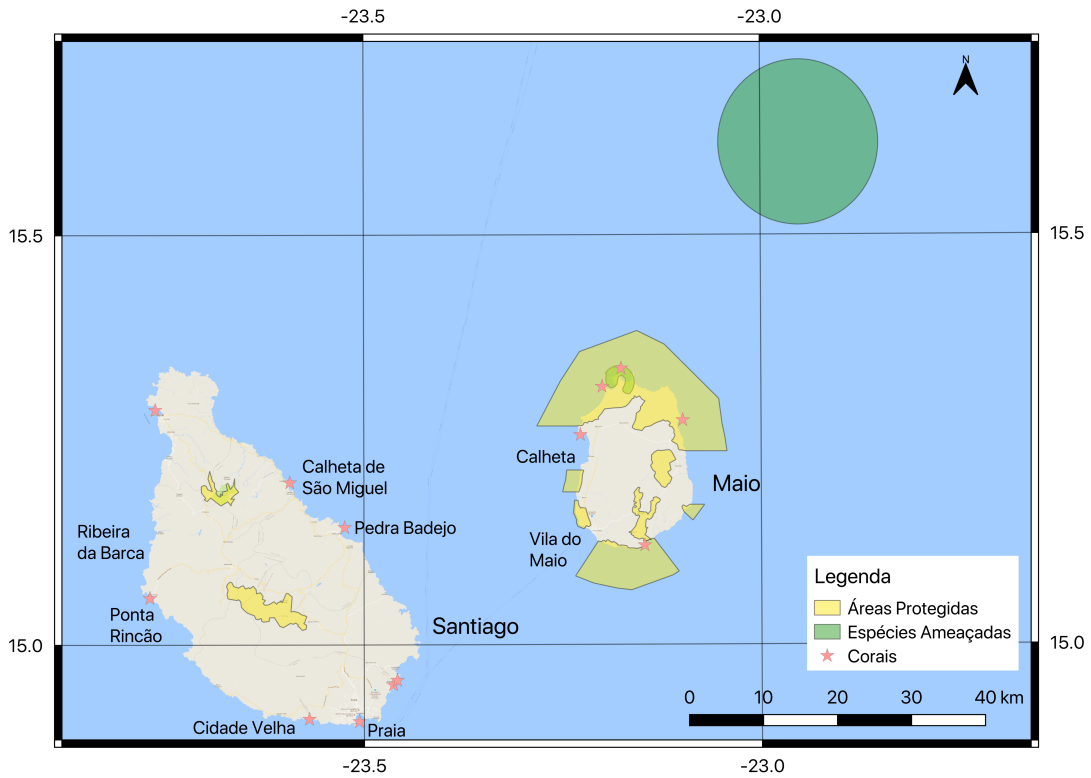 -23.5
-23.0
N
15.5
15.5
Calheta
Calheta de
São Miguel
Maio
Pedra Badejo
Ribeira
da Barca
Vila do
Maio
Legenda
Áreas Protegidas
Espécies Ameaçadas
Corais
Ponta
Rincão
Santiago
15.0
15.0
0 10 20 30 40 km
Cidade Velha
Praia
-23.5
-23.0